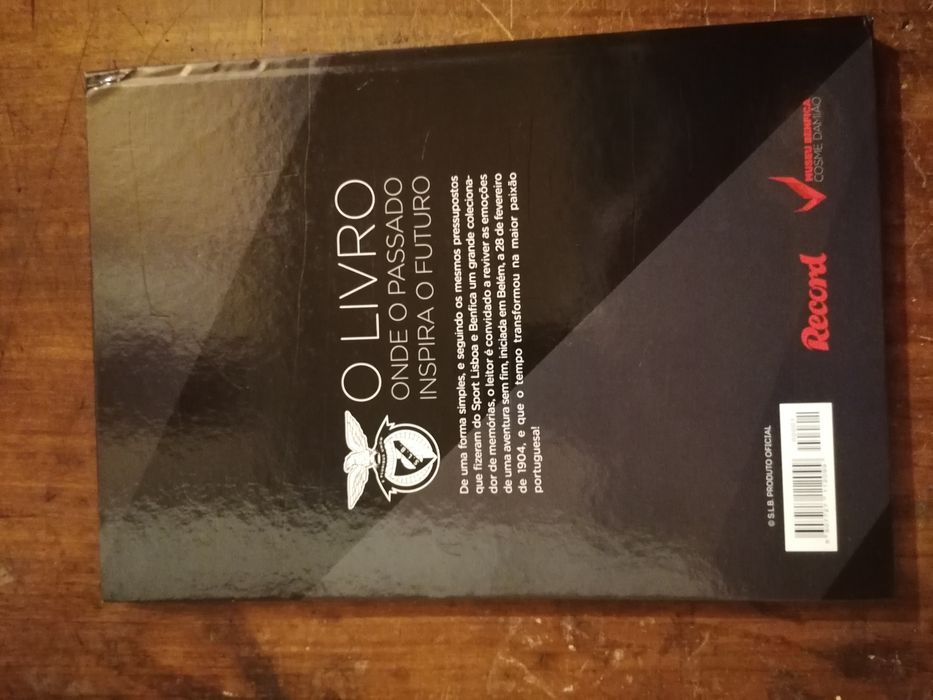 O LIVRO
ONDE O PASSADO
INSPIRA O FUTURO
De uma forma simples, e seguindo os mesmos pressupostos
que fizeram do Sport Lisboa e Benfica um grande coleciona-
dor de memórias, o leitor é convidado a reviver as emoções
de uma aventura sem fim, iniciada em Belém, a 28 de fevereiro
de 1904, e que o tempo transformou na maior paixão
portuguesa!
© S.L.B. PRODUTO OFICIAL
Record
MUSEU BENFICA
COSME DAMIÃO